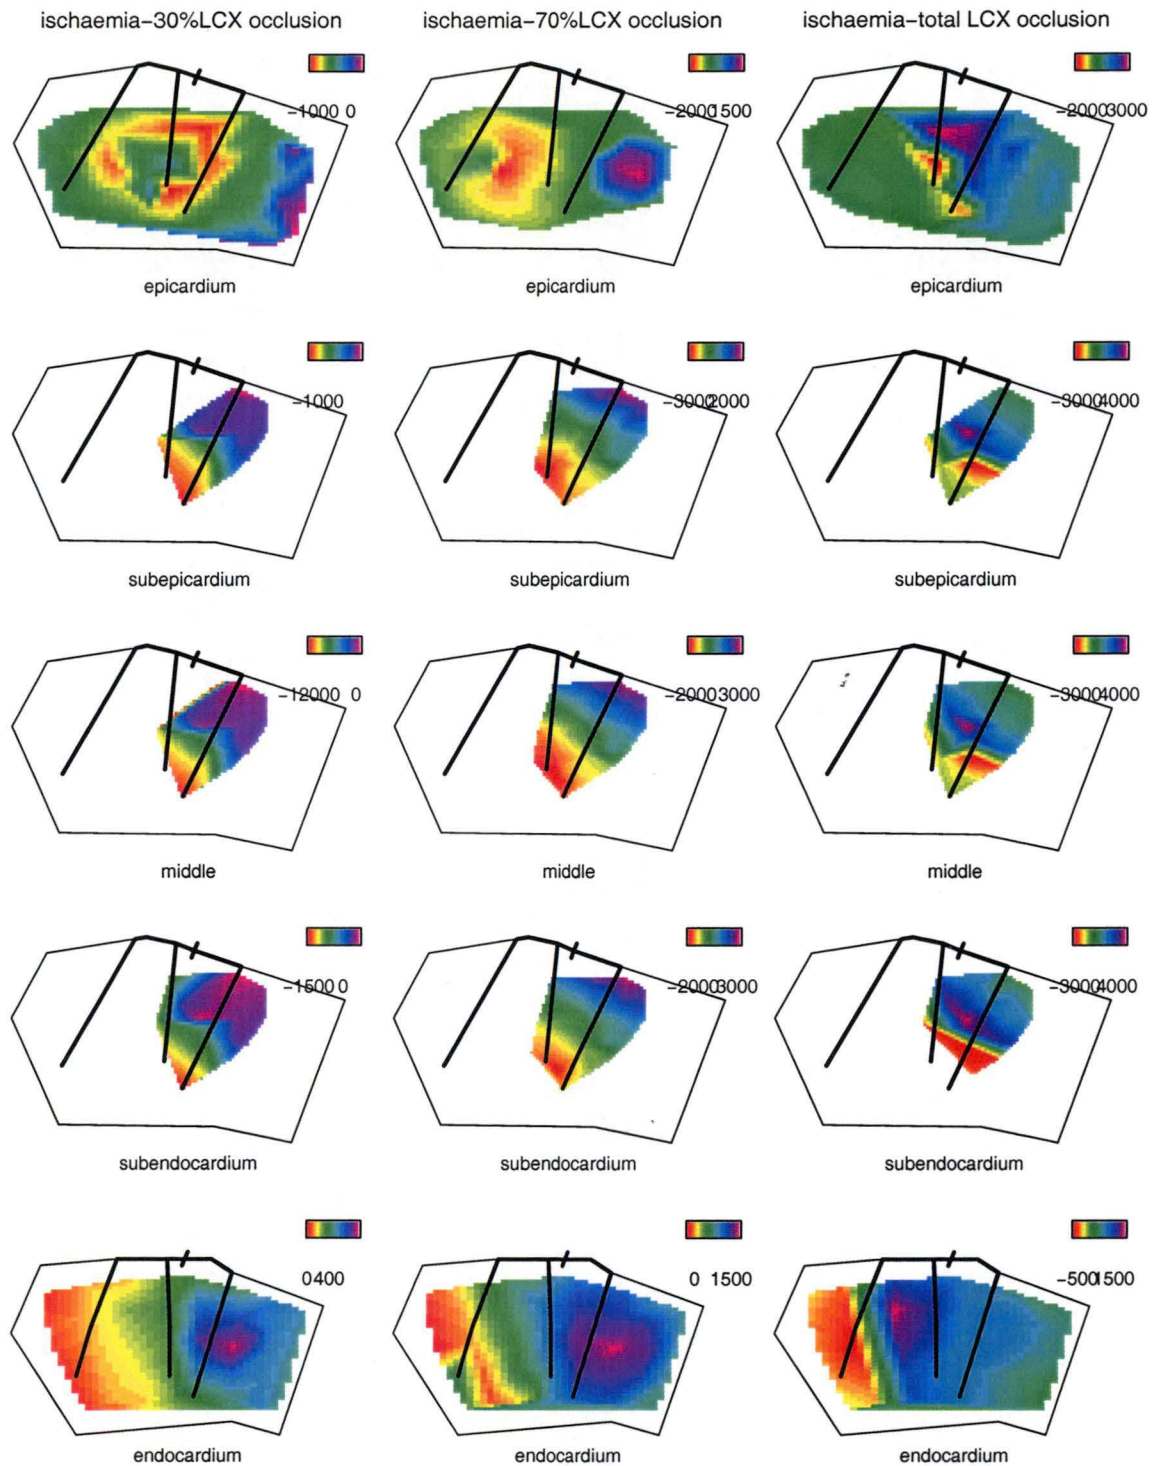 ischaemia-30%LCX occlusion ischaemia-70%LCX occlusion ischaemia-total LCX occlusion
-1000 0 -2000 1500 -2000 3000
epicardium epicardium epicardium
-1000 -3000 2000 -3000 4000
subepicardium subepicardium subepicardium
-12000 0 -2000 3000 -3000 4000
middle middle middle
-1500 0 -2000 3000 -3000 4000
subendocardium subendocardium subendocardium
0 400 0 1500 -500 1500
endocardium endocardium endocardium